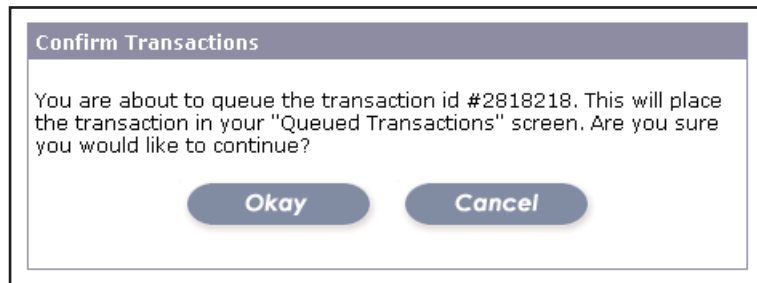 Confirm Transactions
You are about to queue the transaction id #2818218. This will place
the transaction in your "Queued Transactions" screen. Are you sure
you would like to continue?
Okay Cancel